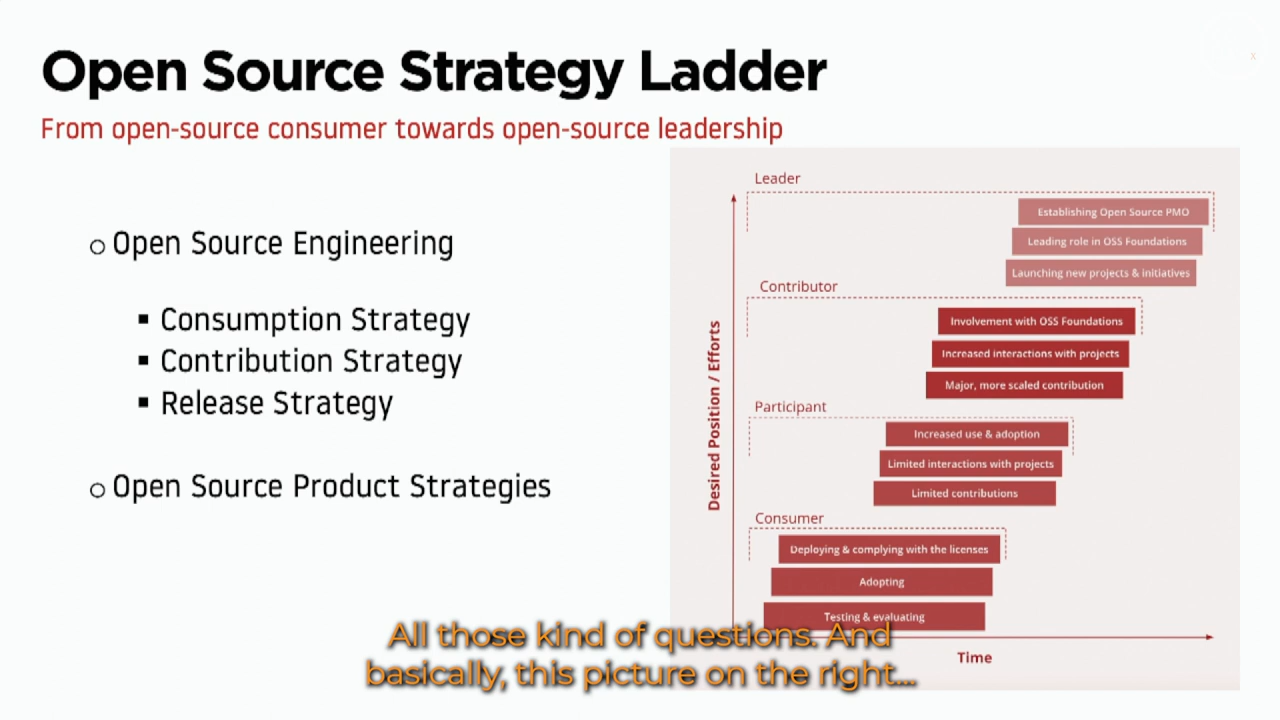 Open Source Strategy Ladder
From open-source consumer towards open-source leadership
Open Source Engineering
Consumption Strategy
Contribution Strategy
Release Strategy
Open Source Product Strategies
Desired Position / Efforts
Leader
Establishing Open Source PMO
Leading role in OSS Foundations
Launching new projects & initiatives
Contributor
Involvement with OSS Foundations
Increased interactions with projects
Major, more scaled contribution
Participant
Increased use & adoption
Limited interactions with projects
Limited contributions
Consumer
Deploying & complying with the licenses
Adopting
Testing & evaluating
Time
All those kind of questions. And
basically, this picture on the right...